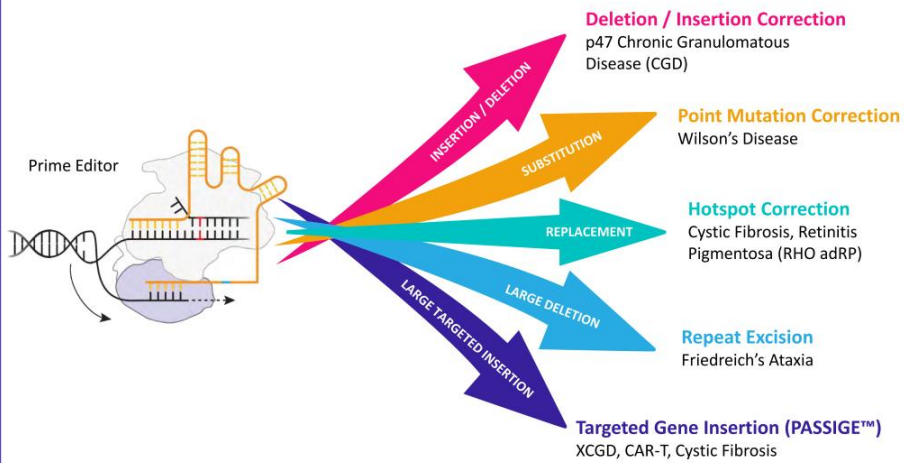 Deletion / Insertion Correction
p47 Chronic Granulomatous
Disease (CGD)
INSERTION / DELETION
Point Mutation Correction
Wilson's Disease
SUBSTITUTION
Prime Editor
Hotspot Correction
Cystic Fibrosis, Retinitis
Pigmentosa (RHO adRP)
REPLACEMENT
LARGE DELETION
Repeat Excision
Friedreich's Ataxia
LARGE TARGETED INSERTION
Targeted Gene Insertion (PASSIGE™)
XCGD, CAR-T, Cystic Fibrosis